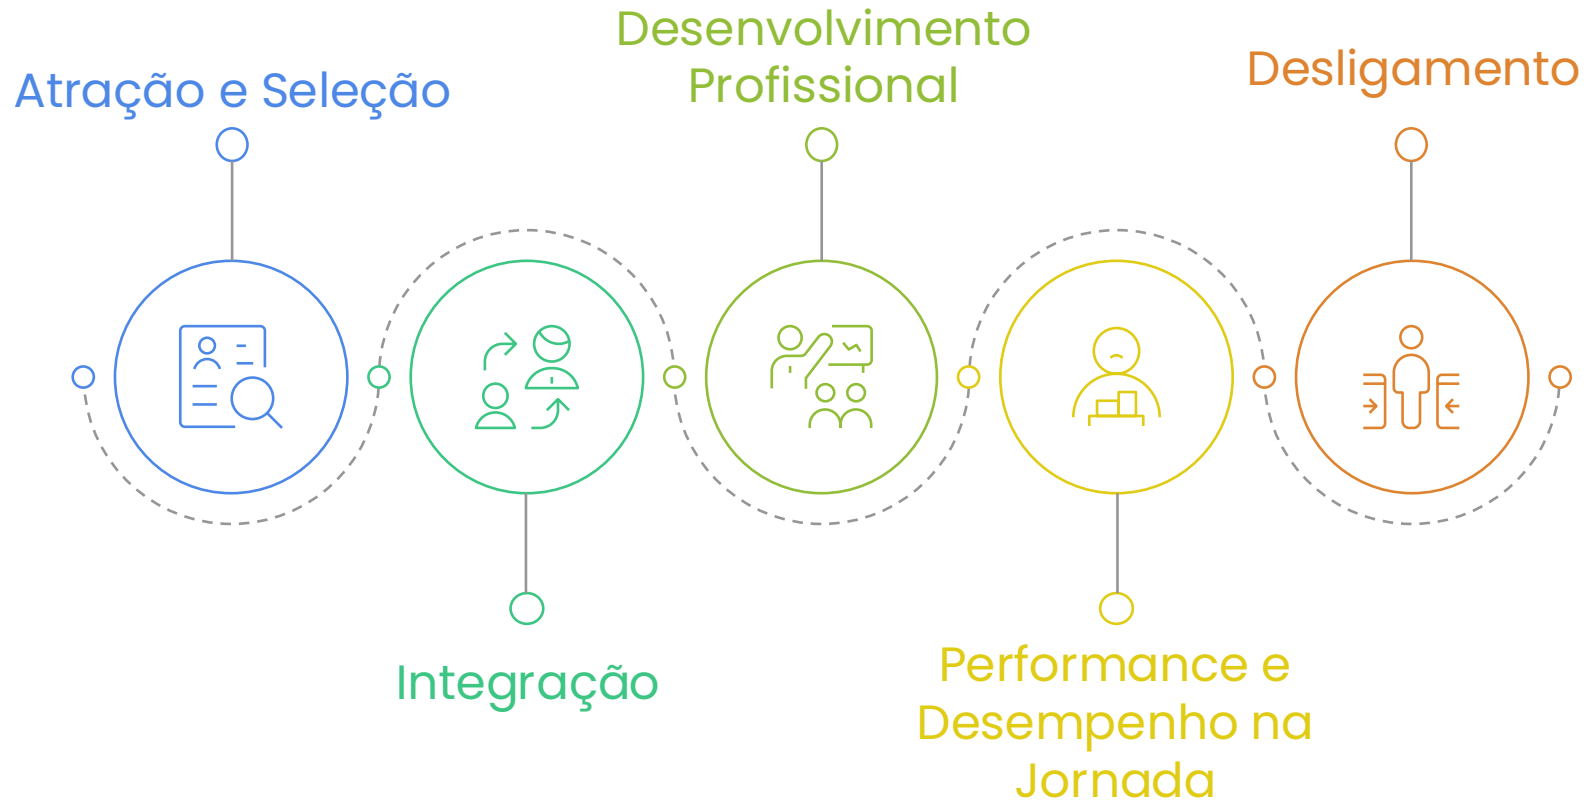 Atração e Seleção
Integração
Desenvolvimento
Profissional
Performance e
Desempenho na
Jornada
Desligamento